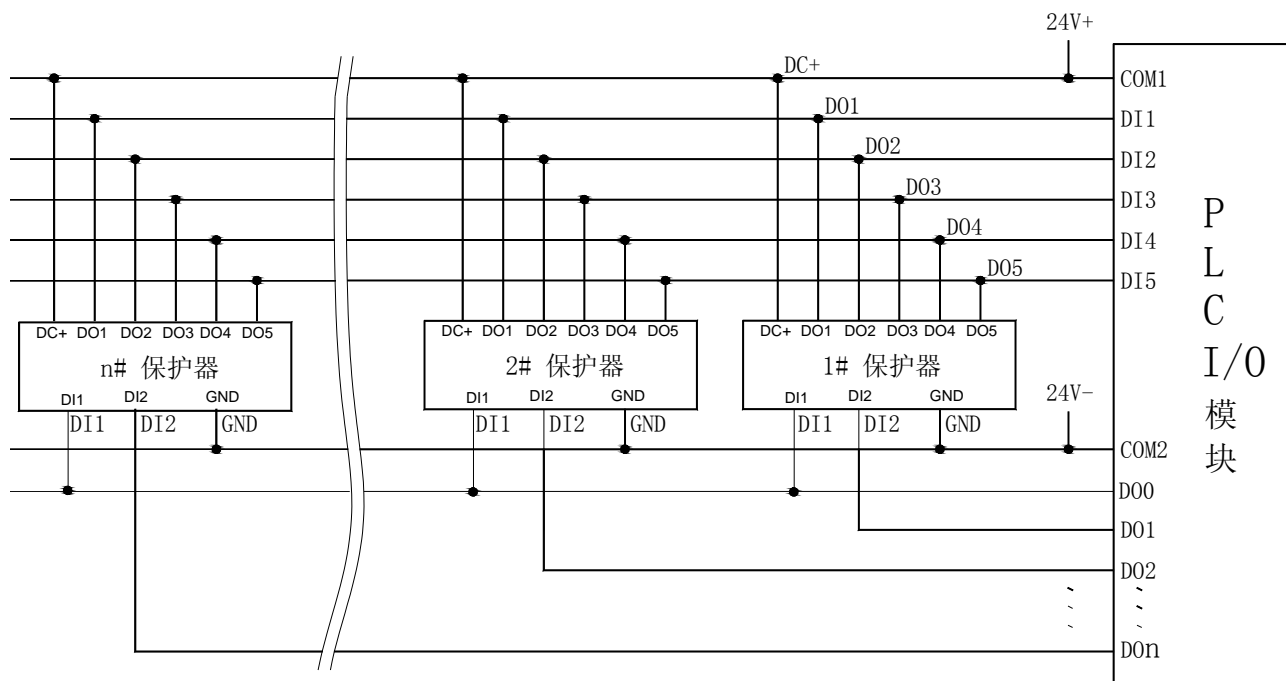 24V+
DC+
COM1
DO1
DI1
DO2
DI2
DO3
DI3
DO4
DI4
DO5
DI5
DC+ DO1 DO2 DO3 DO4 DO5
n# 保护器
DI1 DI2 GND
DI1 DI2 GND
DC+ DO1 DO2 DO3 DO4 DO5
2# 保护器
DI1 DI2 GND
DI1 DI2 GND
DC+ DO1 DO2 DO3 DO4 DO5
1# 保护器
DI1 DI2 GND
DI1 DI2 GND
24V-
COM2
DO0
DO1
DO2
DOn
P
L
C
I/O
模
块